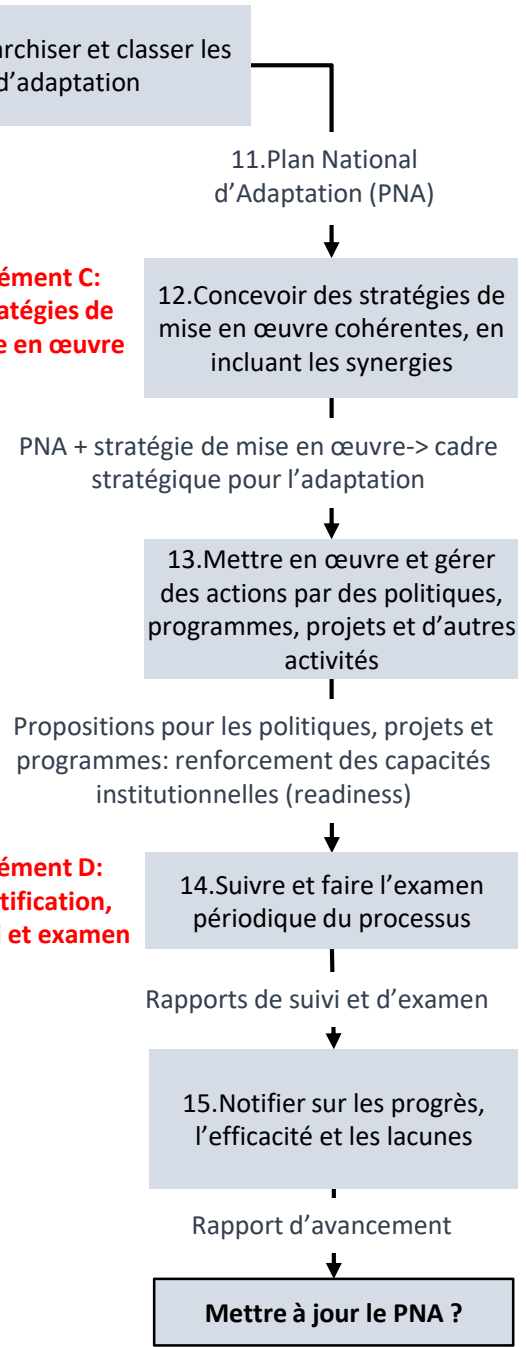 archiser et classer les
d’adaptation
11.Plan National
d’Adaptation (PNA)
ément C:
atégies de
e en œuvre
12.Concevoir des stratégies de
mise en œuvre cohérentes, en
incluant les synergies
PNA + stratégie de mise en œuvre-> cadre
stratégique pour l’adaptation
13.Mettre en œuvre et gérer
des actions par des politiques,
programmes, projets et d’autres
activités
Propositions pour les politiques, projets et
programmes: renforcement des capacités
institutionnelles (readiness)
ément D:
tification,
i et examen
14.Suivre et faire l’examen
périodique du processus
Rapports de suivi et d’examen
15.Notifier sur les progrès,
l’efficacité et les lacunes
Rapport d’avancement
Mettre à jour le PNA ?